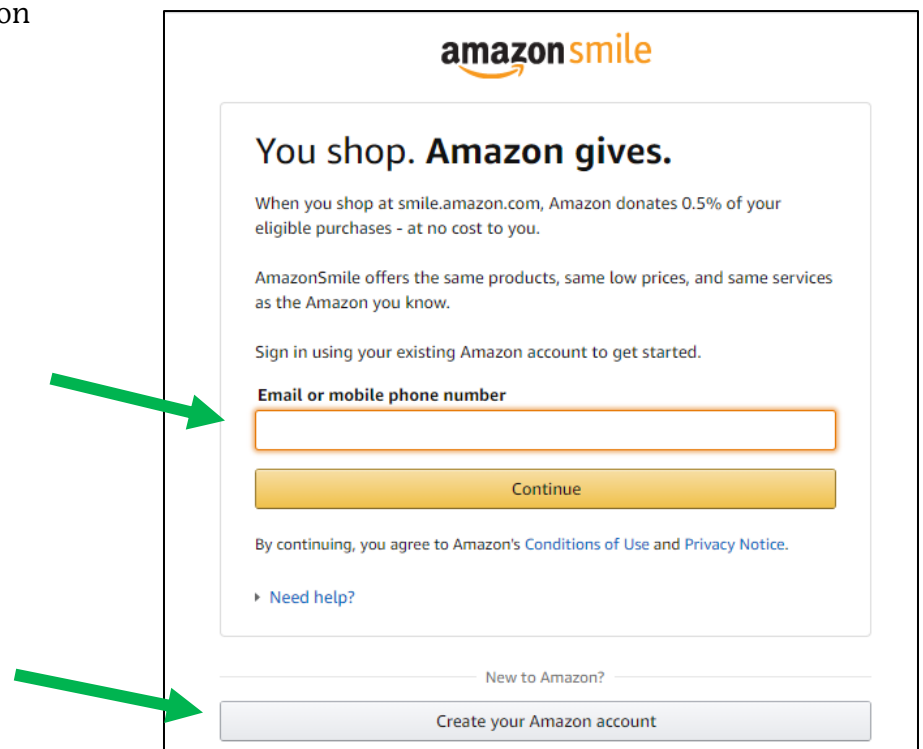 on
amazonsmile
You shop. Amazon gives.
When you shop at smile.amazon.com, Amazon donates 0.5% of your
eligible purchases - at no cost to you.
AmazonSmile offers the same products, same low prices, and same services
as the Amazon you know.
Sign in using your existing Amazon account to get started.
Email or mobile phone number
Continue
By continuing, you agree to Amazon's Conditions of Use and Privacy Notice.
Need help?
New to Amazon?
Create your Amazon account